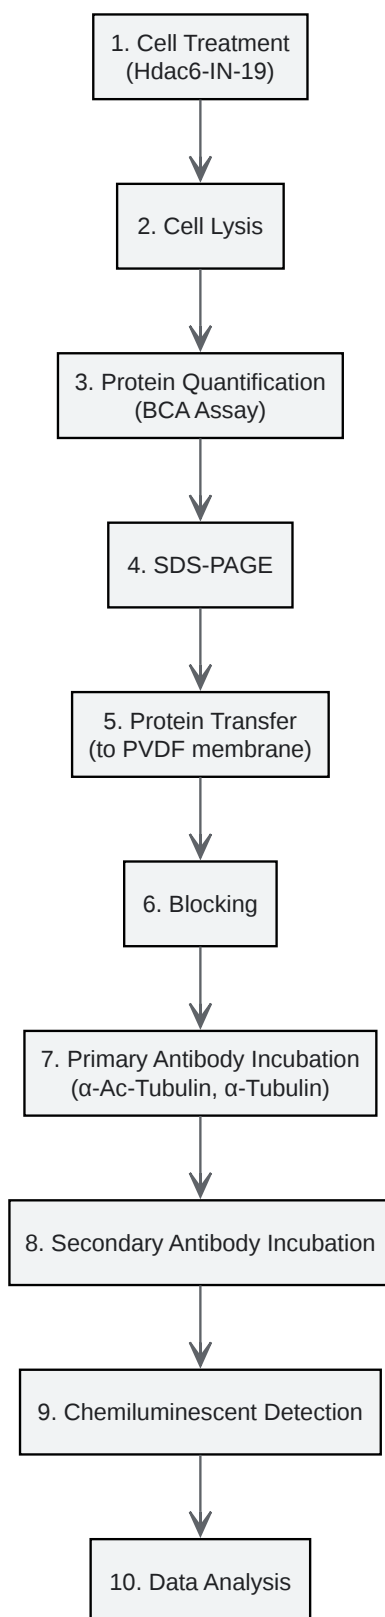 1. Cell Treatment
(Hdac6-IN-19)
2. Cell Lysis
3. Protein Quantification
(BCA Assay)
4. SDS-PAGE
5. Protein Transfer
(to PVDF membrane)
6. Blocking
7. Primary Antibody Incubation
(α-Ac-Tubulin, α-Tubulin)
8. Secondary Antibody Incubation
9. Chemiluminescent Detection
10. Data Analysis